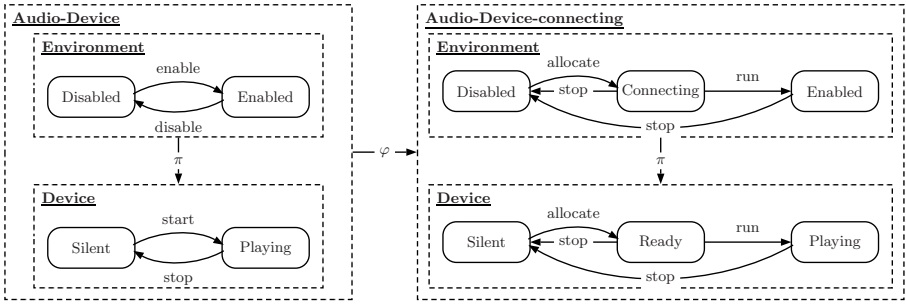 Audio-Device
Environment
enable
Disabled
Enabled
disable
π
Device
start
Silent
Playing
stop
φ
Audio-Device-connecting
Environment
allocate
Disabled
stop
Connecting
run
Enabled
stop
π
Device
allocate
Silent
stop
Ready
run
Playing
stop